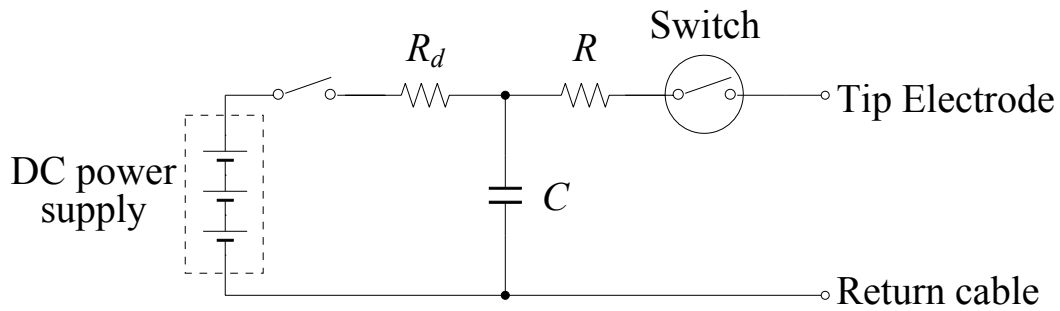 Switch
R_d
R
Tip Electrode
DC power
supply
C
Return cable